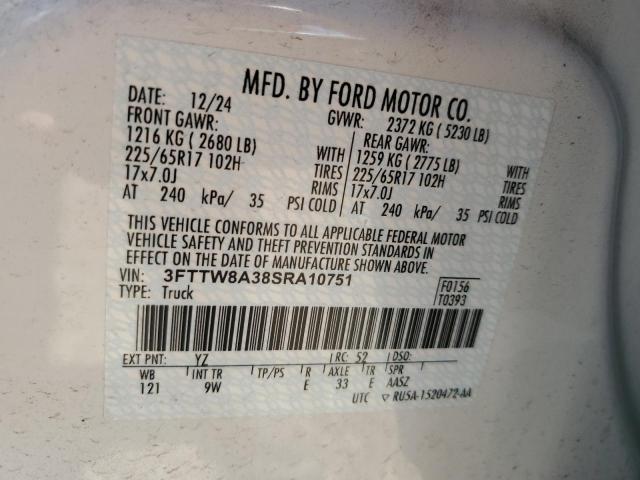 MFD. BY FORD MOTOR CO.
DATE: 12/24 GVWR: 2372 KG ( 5230 LB)
FRONT GAWR: REAR GAWR:
1216 KG ( 2680 LB) WITH 1259 KG ( 2775 LB) WITH
225/65R17 102H TIRES 225/65R17 102H TIRES
17x7.0J RIMS 17x7.0J RIMS
AT 240 kPa/ 35 PSI COLD AT 240 kPa/ 35 PSI COLD
THIS VEHICLE CONFORMS TO ALL APPLICABLE FEDERAL MOTOR
VEHICLE SAFETY AND THEFT PREVENTION STANDARDS IN
EFFECT ON THE DATE OF MANUFACTURE SHOWN ABOVE.
VIN: 3FTTW8A38SRA10751
TYPE: Truck
F0156
T0393
EXT PNT: YZ RC: 52 DSO:
WB INT TR TP/PS R AXLE TR SPR
121 9W E 33 E AASZ
UTC ▽ RU5A-1520472-AA